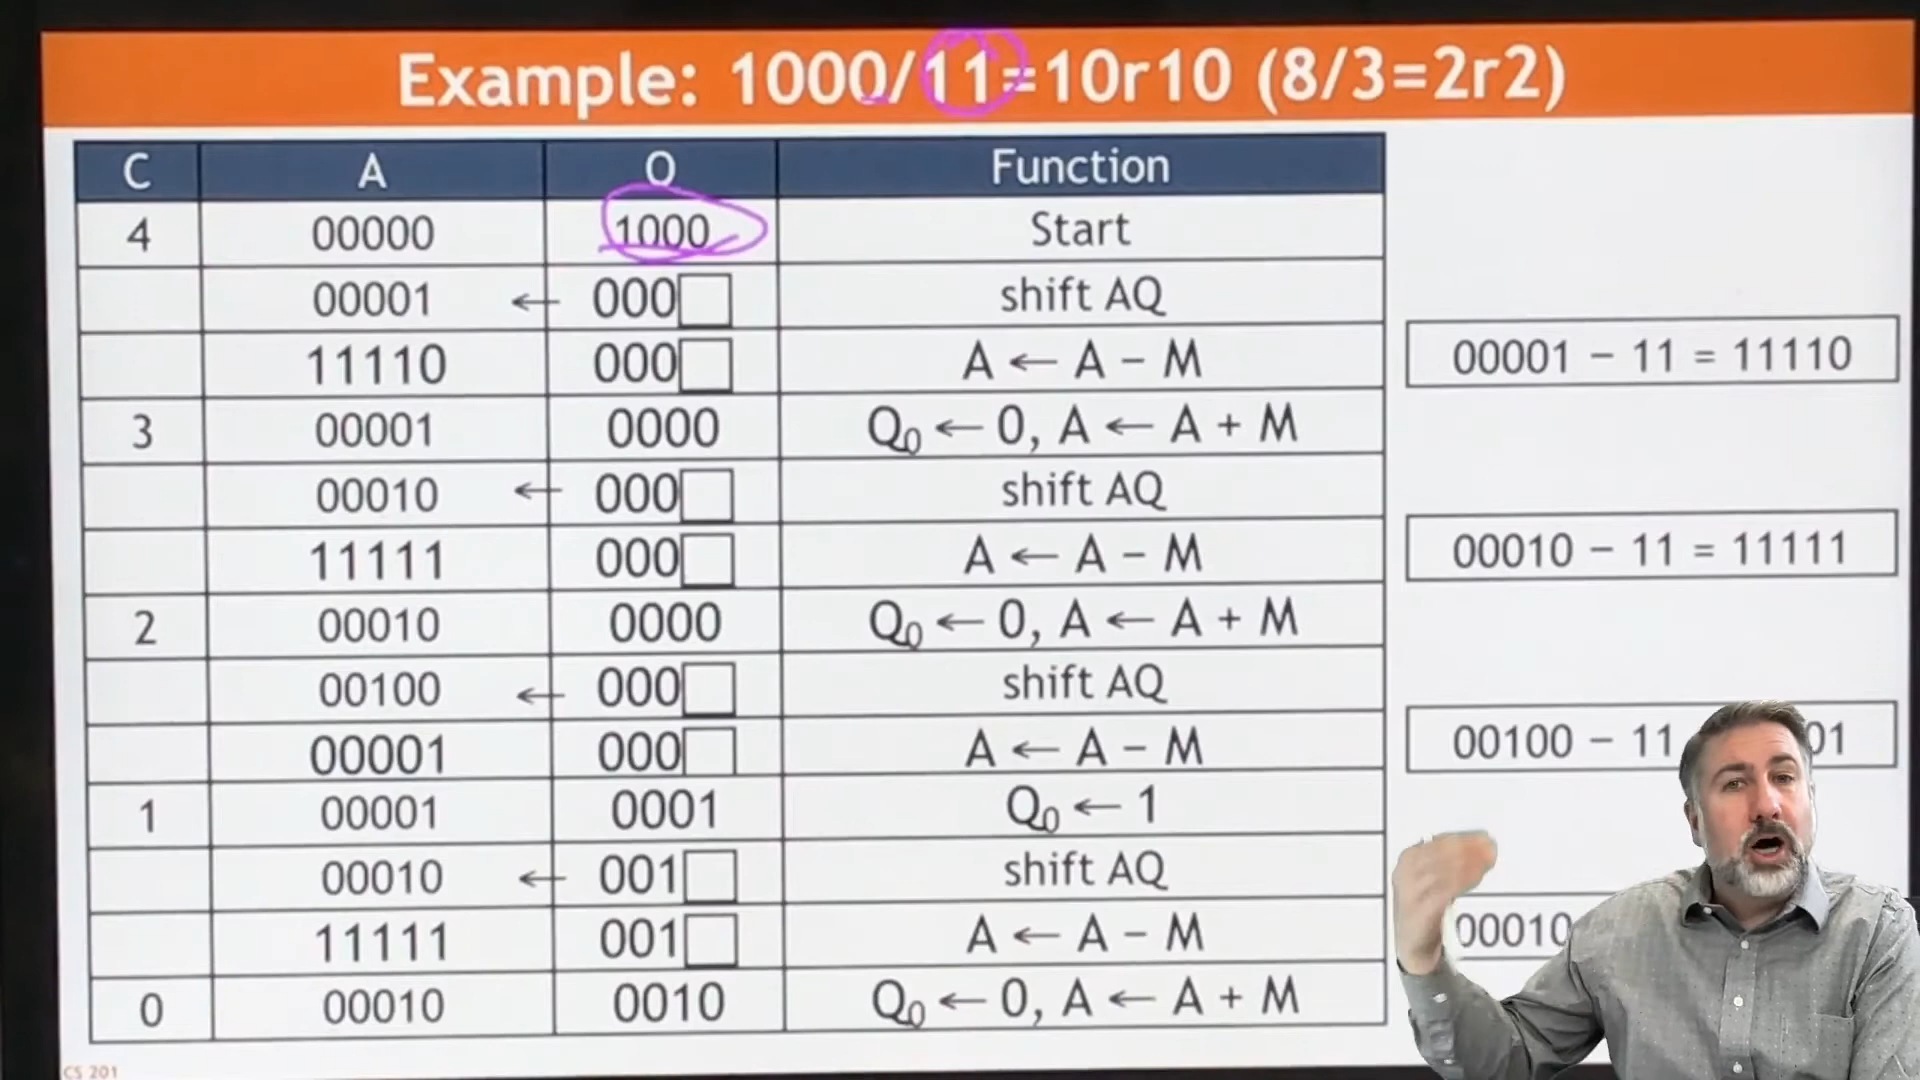 Example: 1000/11=10r10 (8/3=2r2)
C A Q Function
4 00000 1000 Start
00001 ← 000□ shift AQ
11110 000□ A ← A − M
00001 − 11 = 11110
3 00001 0000 Q₀ ← 0, A ← A + M
00010 ← 000□ shift AQ
11111 000□ A ← A − M
00010 − 11 = 11111
2 00010 0000 Q₀ ← 0, A ← A + M
00100 ← 000□ shift AQ
00001 000□ A ← A − M
00100 − 11 01
1 00001 0001 Q₀ ← 1
00010 ← 001□ shift AQ
11111 001□ A ← A − M
00010
0 00010 0010 Q₀ ← 0, A ← A + M
CS 201